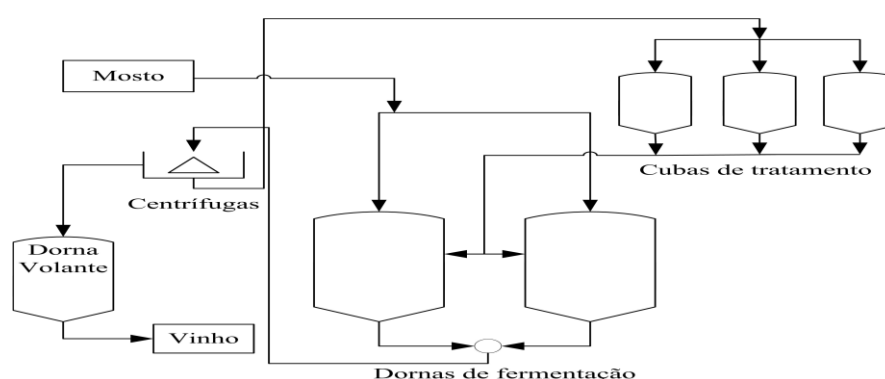 Mosto
Cubas de tratamento
Centrífugas
Dorna
Volante
Vinho
Dornas de fermentação